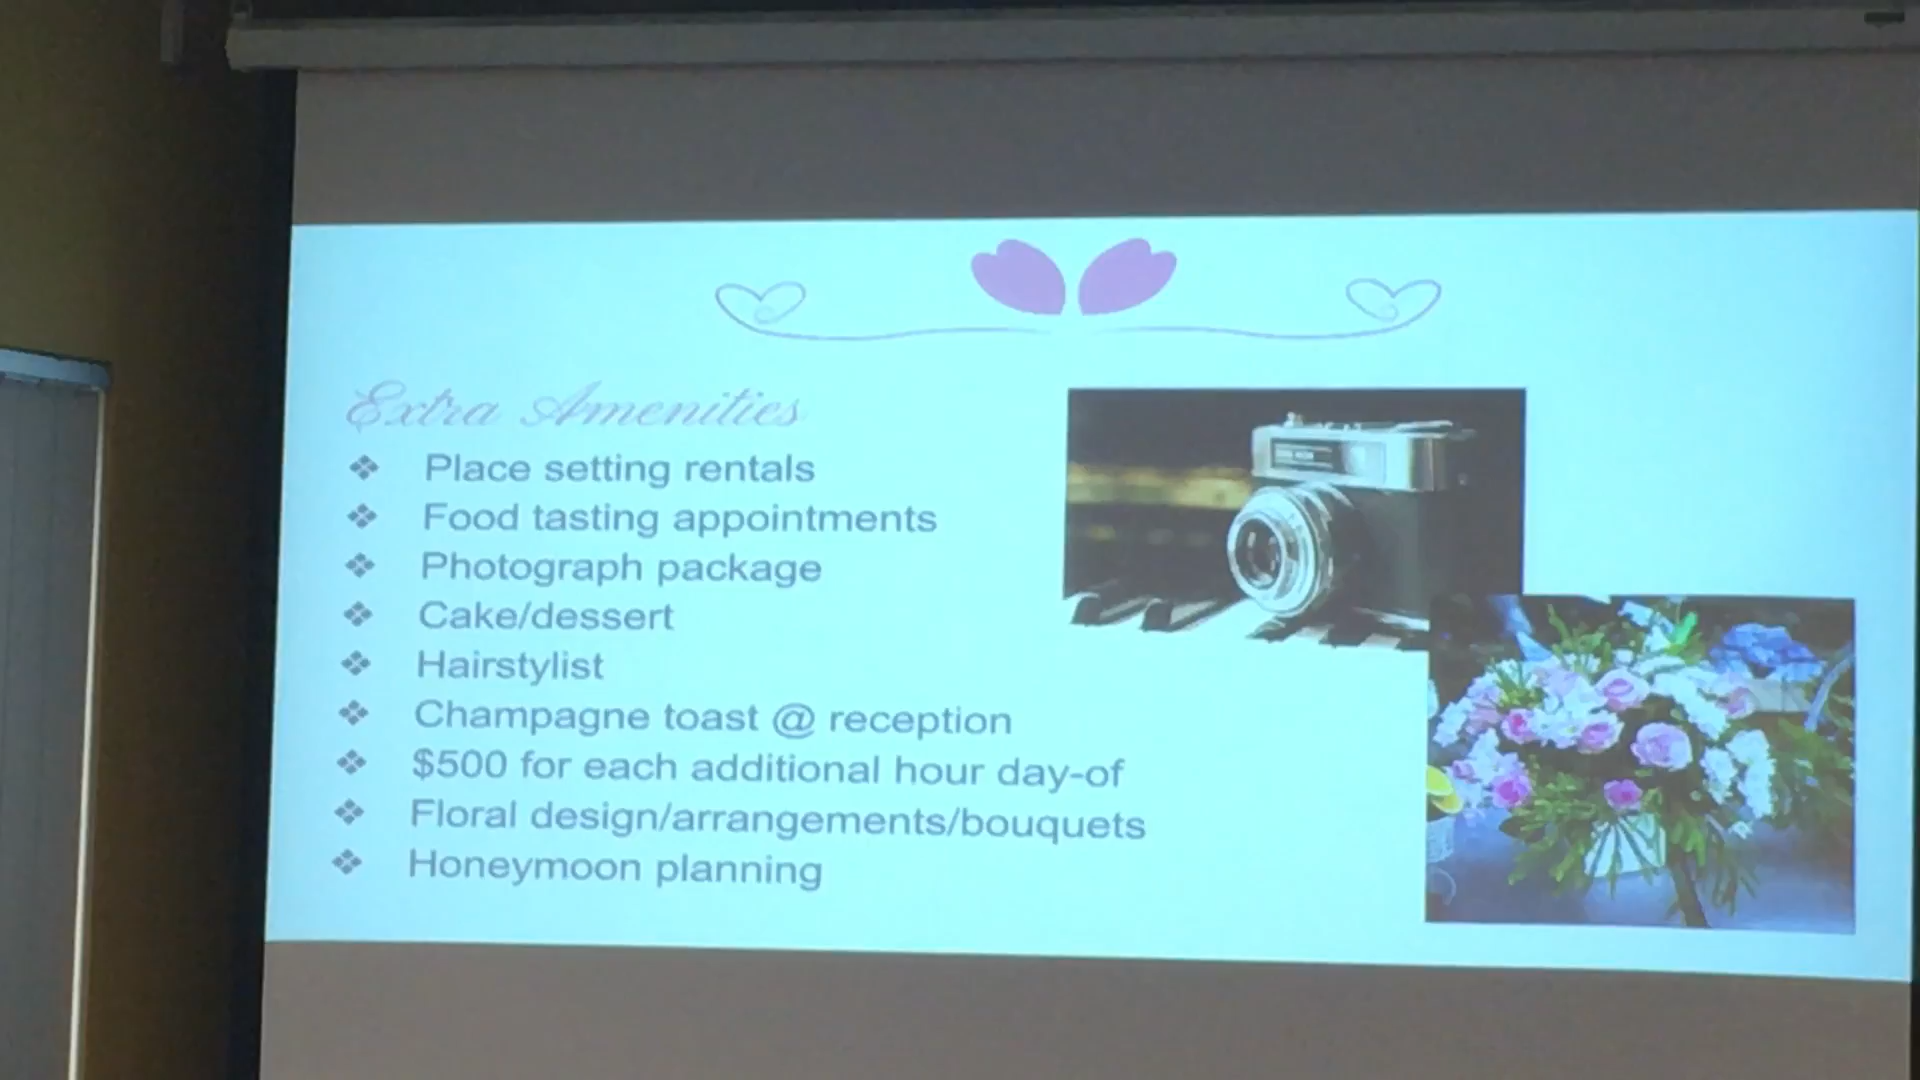 Extra Amenities
Place setting rentals
Food tasting appointments
Photograph package
Cake/dessert
Hairstylist
Champagne toast @ reception
$500 for each additional hour day-of
Floral design/arrangements/bouquets
Honeymoon planning